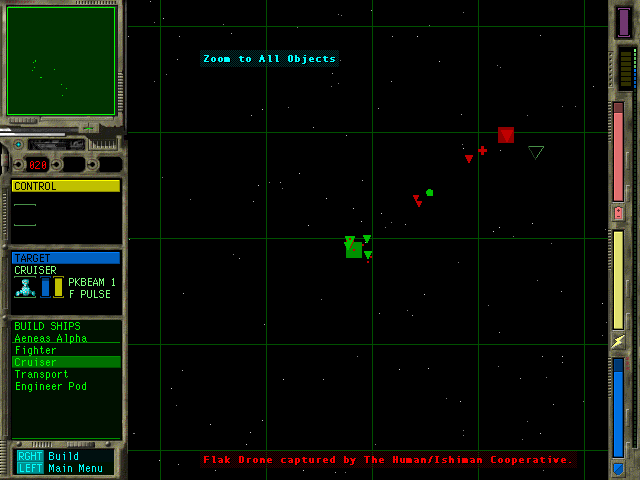 Zoom to All Objects
020
CONTROL
TARGET
CRUISER
PKBEAM 1
F PULSE
BUILD SHIPS
Aeneas Alpha
Fighter
Cruiser
Transport
Engineer Pod
RGHT Build
LEFT Main Menu
Flak Drone captured by The Human/Ishiman Cooperative.